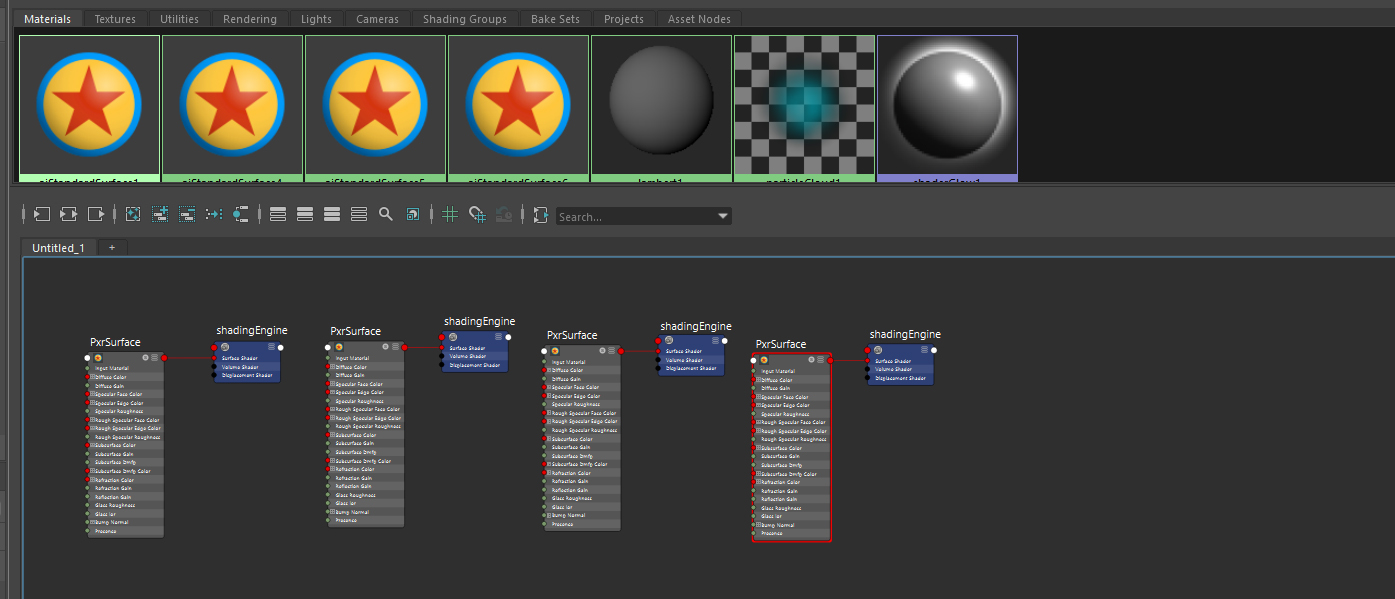 Materials Textures Utilities Rendering Lights Cameras Shading Groups Bake Sets Projects Asset Nodes
aiStandardSurface1 aiStandardSurface4 aiStandardSurface5 aiStandardSurface6 lambert1 particleCloud1 shaderGlow1
Search...
Untitled_1 +
PxrSurface
Input Material
Diffuse Color
Diffuse Gain
Specular Face Color
Specular Edge Color
Specular Roughness
Rough Specular Face Color
Rough Specular Edge Color
Rough Specular Roughness
Subsurface Color
Subsurface Gain
Subsurface Dmfp
Subsurface Dmfp Color
Refraction Color
Refraction Gain
Reflection Gain
Glass Roughness
Glass Ior
Bump Normal
Presence
shadingEngine
Surface Shader
Volume Shader
Displacement Shader
PxrSurface
Input Material
Diffuse Color
Diffuse Gain
Specular Face Color
Specular Edge Color
Specular Roughness
Rough Specular Face Color
Rough Specular Edge Color
Rough Specular Roughness
Subsurface Color
Subsurface Gain
Subsurface Dmfp
Subsurface Dmfp Color
Refraction Color
Refraction Gain
Reflection Gain
Glass Roughness
Glass Ior
Bump Normal
Presence
shadingEngine
Surface Shader
Volume Shader
Displacement Shader
PxrSurface
Input Material
Diffuse Color
Diffuse Gain
Specular Face Color
Specular Edge Color
Specular Roughness
Rough Specular Face Color
Rough Specular Edge Color
Rough Specular Roughness
Subsurface Color
Subsurface Gain
Subsurface Dmfp
Subsurface Dmfp Color
Refraction Color
Refraction Gain
Reflection Gain
Glass Roughness
Glass Ior
Bump Normal
Presence
shadingEngine
Surface Shader
Volume Shader
Displacement Shader
PxrSurface
Input Material
Diffuse Color
Diffuse Gain
Specular Face Color
Specular Edge Color
Specular Roughness
Rough Specular Face Color
Rough Specular Edge Color
Rough Specular Roughness
Subsurface Color
Subsurface Gain
Subsurface Dmfp
Subsurface Dmfp Color
Refraction Color
Refraction Gain
Reflection Gain
Glass Roughness
Glass Ior
Bump Normal
Presence
shadingEngine
Surface Shader
Volume Shader
Displacement Shader